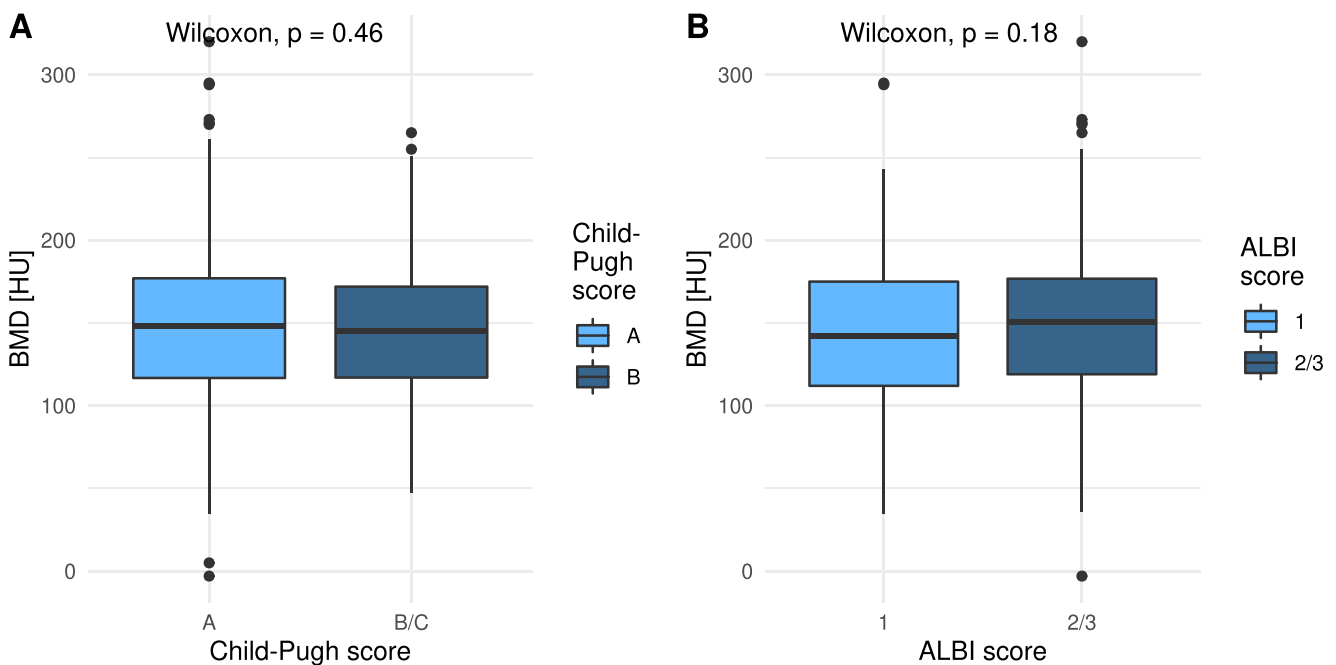 A
Wilcoxon, p = 0.46
300
200
100
0
BMD [HU]
A
B/C
Child-Pugh score
Child-
Pugh
score
A
B
B
Wilcoxon, p = 0.18
300
200
100
0
BMD [HU]
1
2/3
ALBI score
ALBI
score
1
2/3